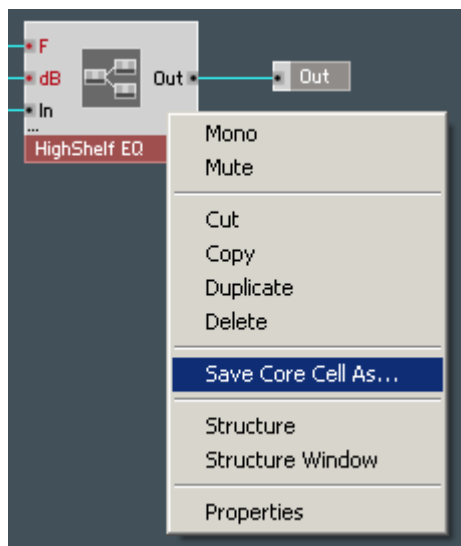 F
dB
Out
Out
In
...
HighShelf EQ
Mono
Mute
Cut
Copy
Duplicate
Delete
Save Core Cell As...
Structure
Structure Window
Properties